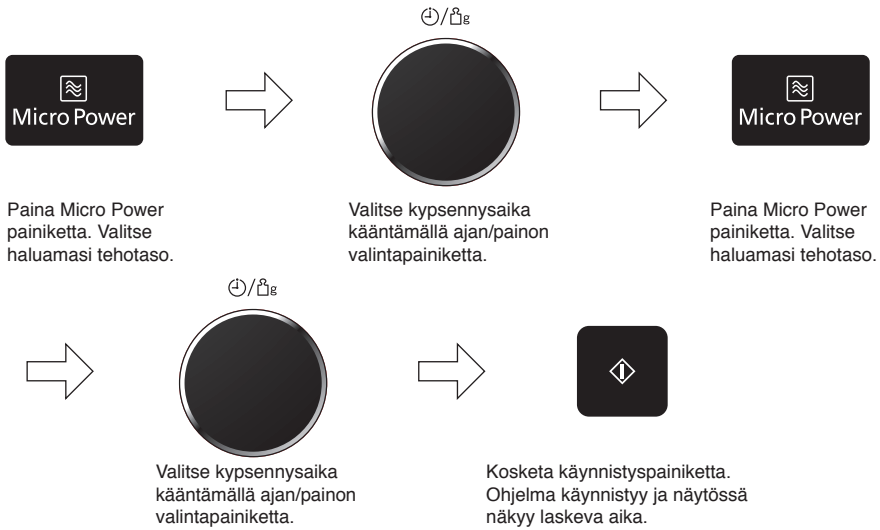 / g
Micro Power
Micro Power
Paina Micro Power
painiketta. Valitse
haluamasi tehotaso.
Valitse kypsennysaika
kääntämällä ajan/painon
valintapainiketta.
Paina Micro Power
painiketta. Valitse
haluamasi tehotaso.
/ g
Valitse kypsennysaika
kääntämällä ajan/painon
valintapainiketta.
Kosketa käynnistyspainiketta.
Ohjelma käynnistyy ja näytössä
näkyy laskeva aika.